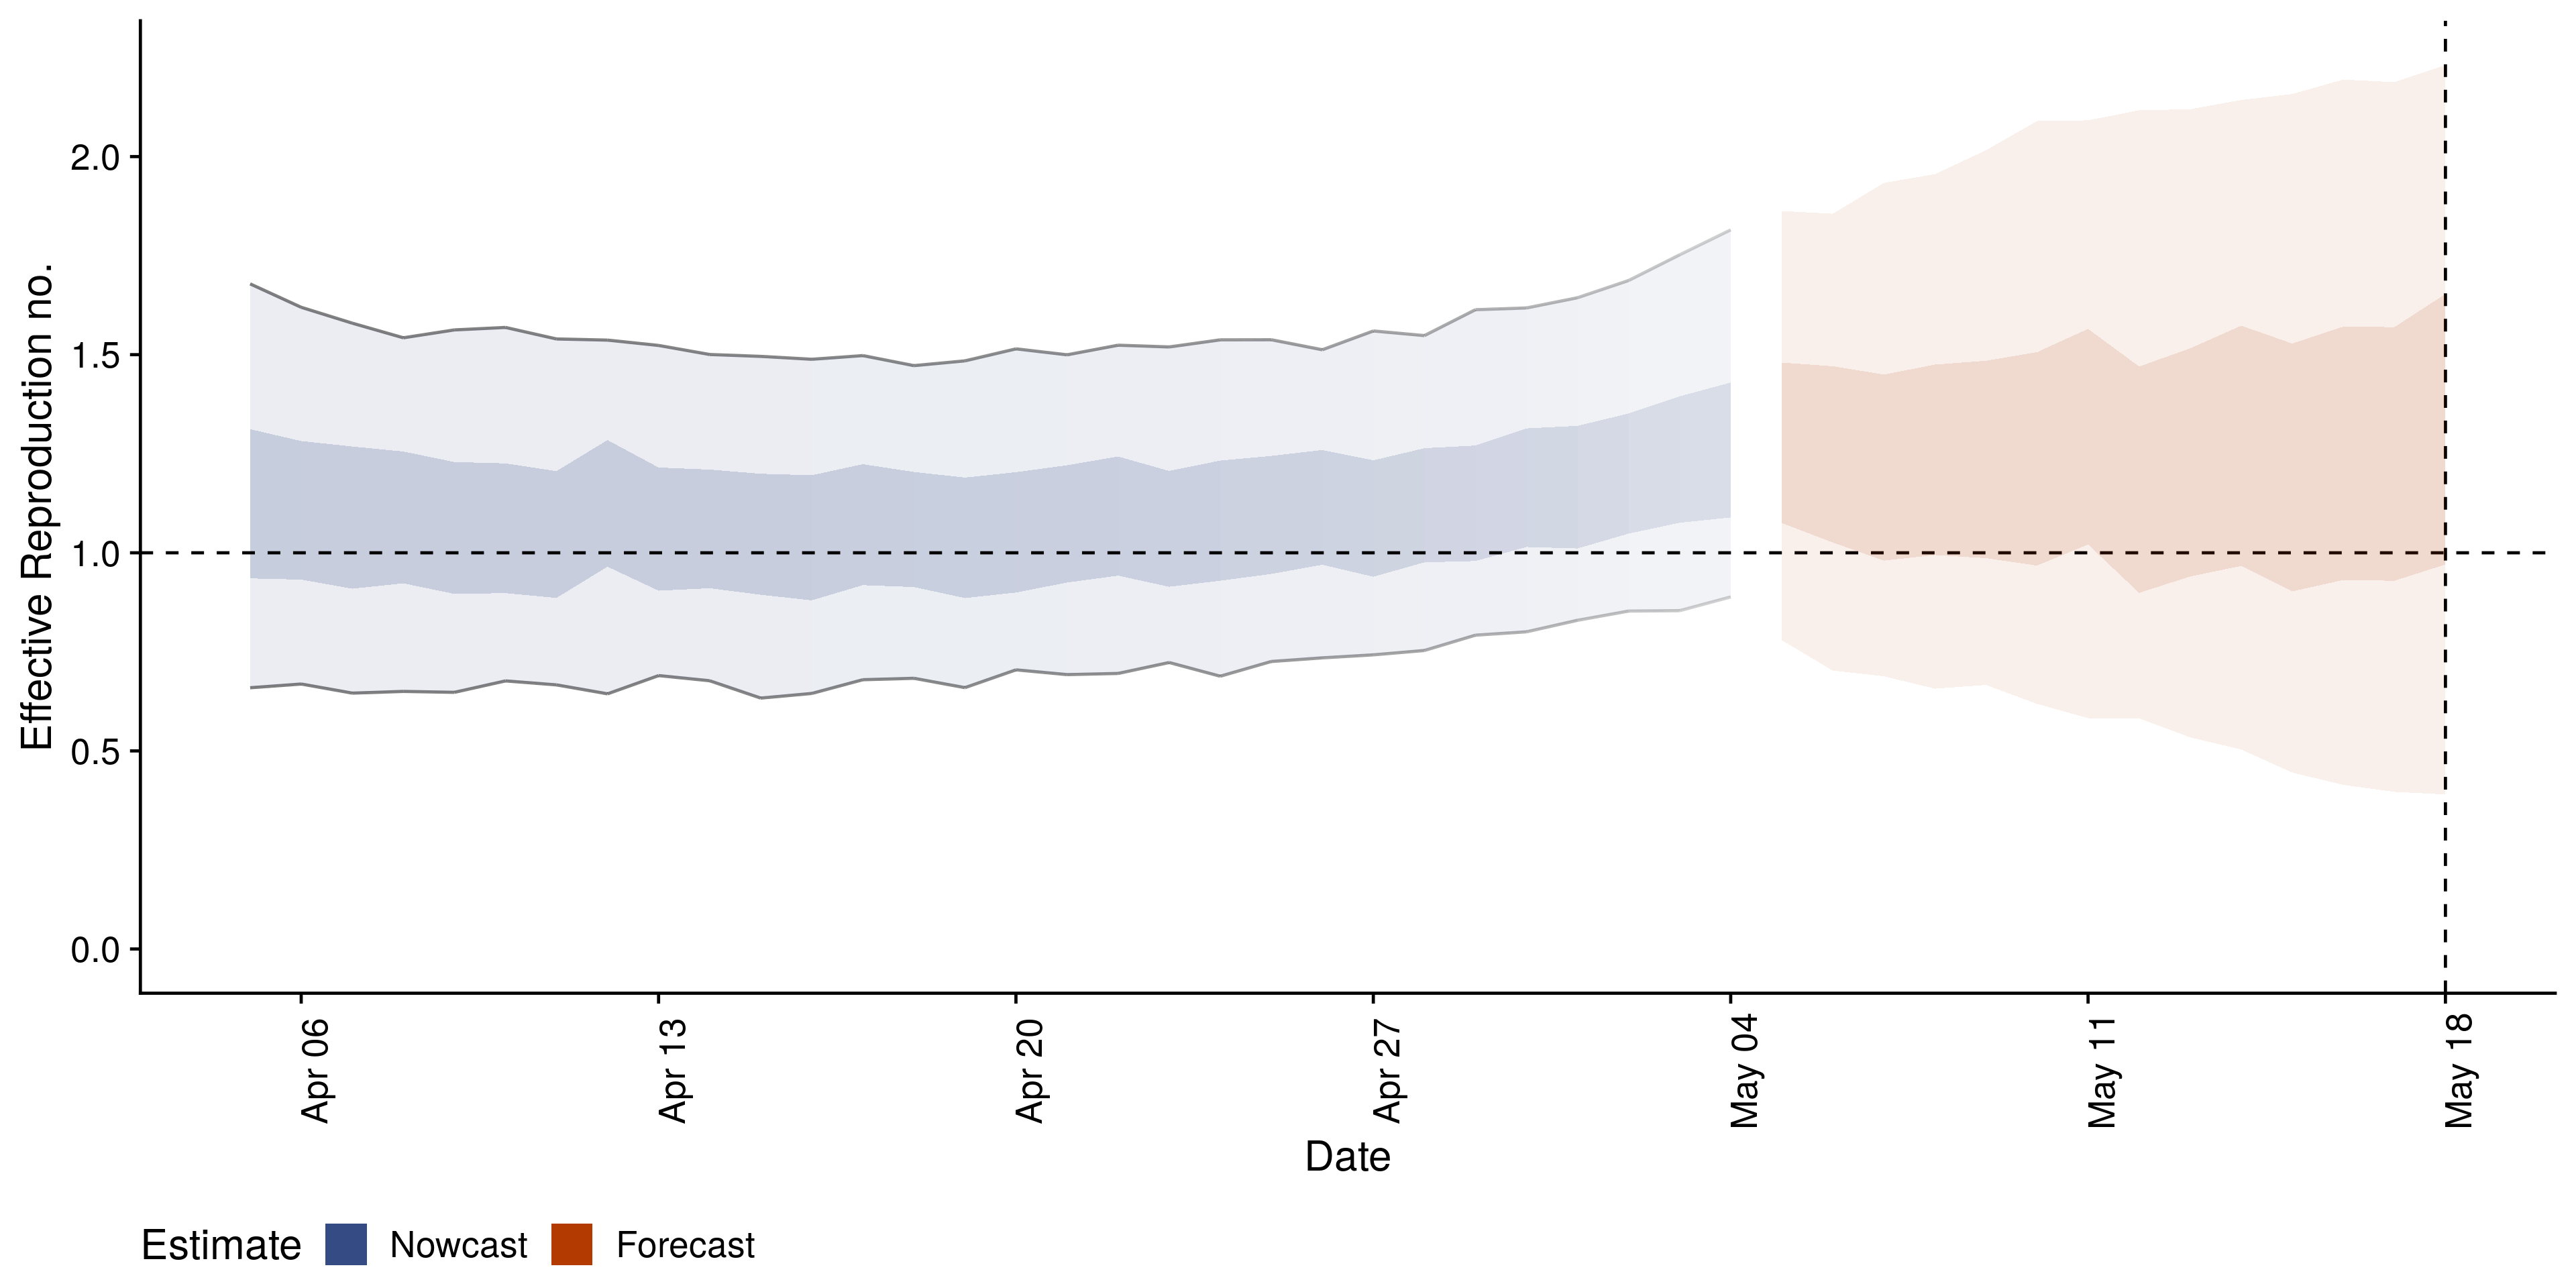 Effective Reproduction no.
2.0
1.5
1.0
0.5
0.0
Apr 06
Apr 13
Apr 20
Apr 27
May 04
May 11
May 18
Date
Estimate Nowcast Forecast